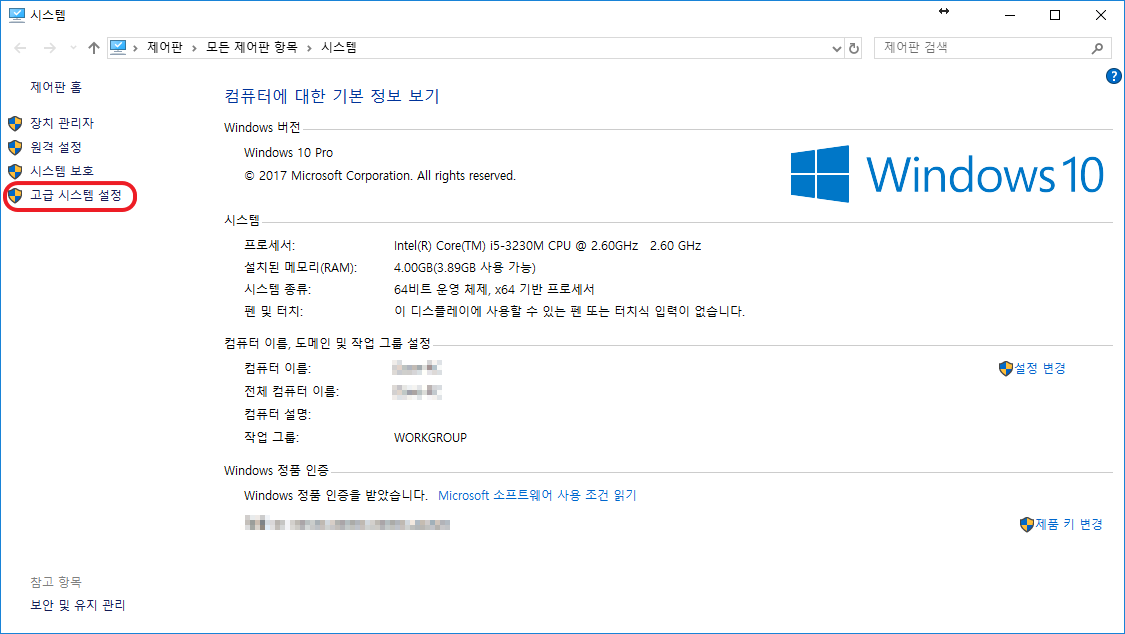 시스템
제어판 모든 제어판 항목 시스템
제어판 검색
제어판 홈
장치 관리자
원격 설정
시스템 보호
고급 시스템 설정
참고 항목
보안 및 유지 관리
?
컴퓨터에 대한 기본 정보 보기
Windows 버전
Windows 10 Pro
© 2017 Microsoft Corporation. All rights reserved.
Windows 10
시스템
프로세서: Intel(R) Core(TM) i5-3230M CPU @ 2.60GHz 2.60 GHz
설치된 메모리(RAM): 4.00GB(3.89GB 사용 가능)
시스템 종류: 64비트 운영 체제, x64 기반 프로세서
펜 및 터치: 이 디스플레이에 사용할 수 있는 펜 또는 터치식 입력이 없습니다.
컴퓨터 이름, 도메인 및 작업 그룹 설정
컴퓨터 이름: 설정 변경
전체 컴퓨터 이름:
컴퓨터 설명:
작업 그룹: WORKGROUP
Windows 정품 인증
Windows 정품 인증을 받았습니다. Microsoft 소프트웨어 사용 조건 읽기
제품 키 변경